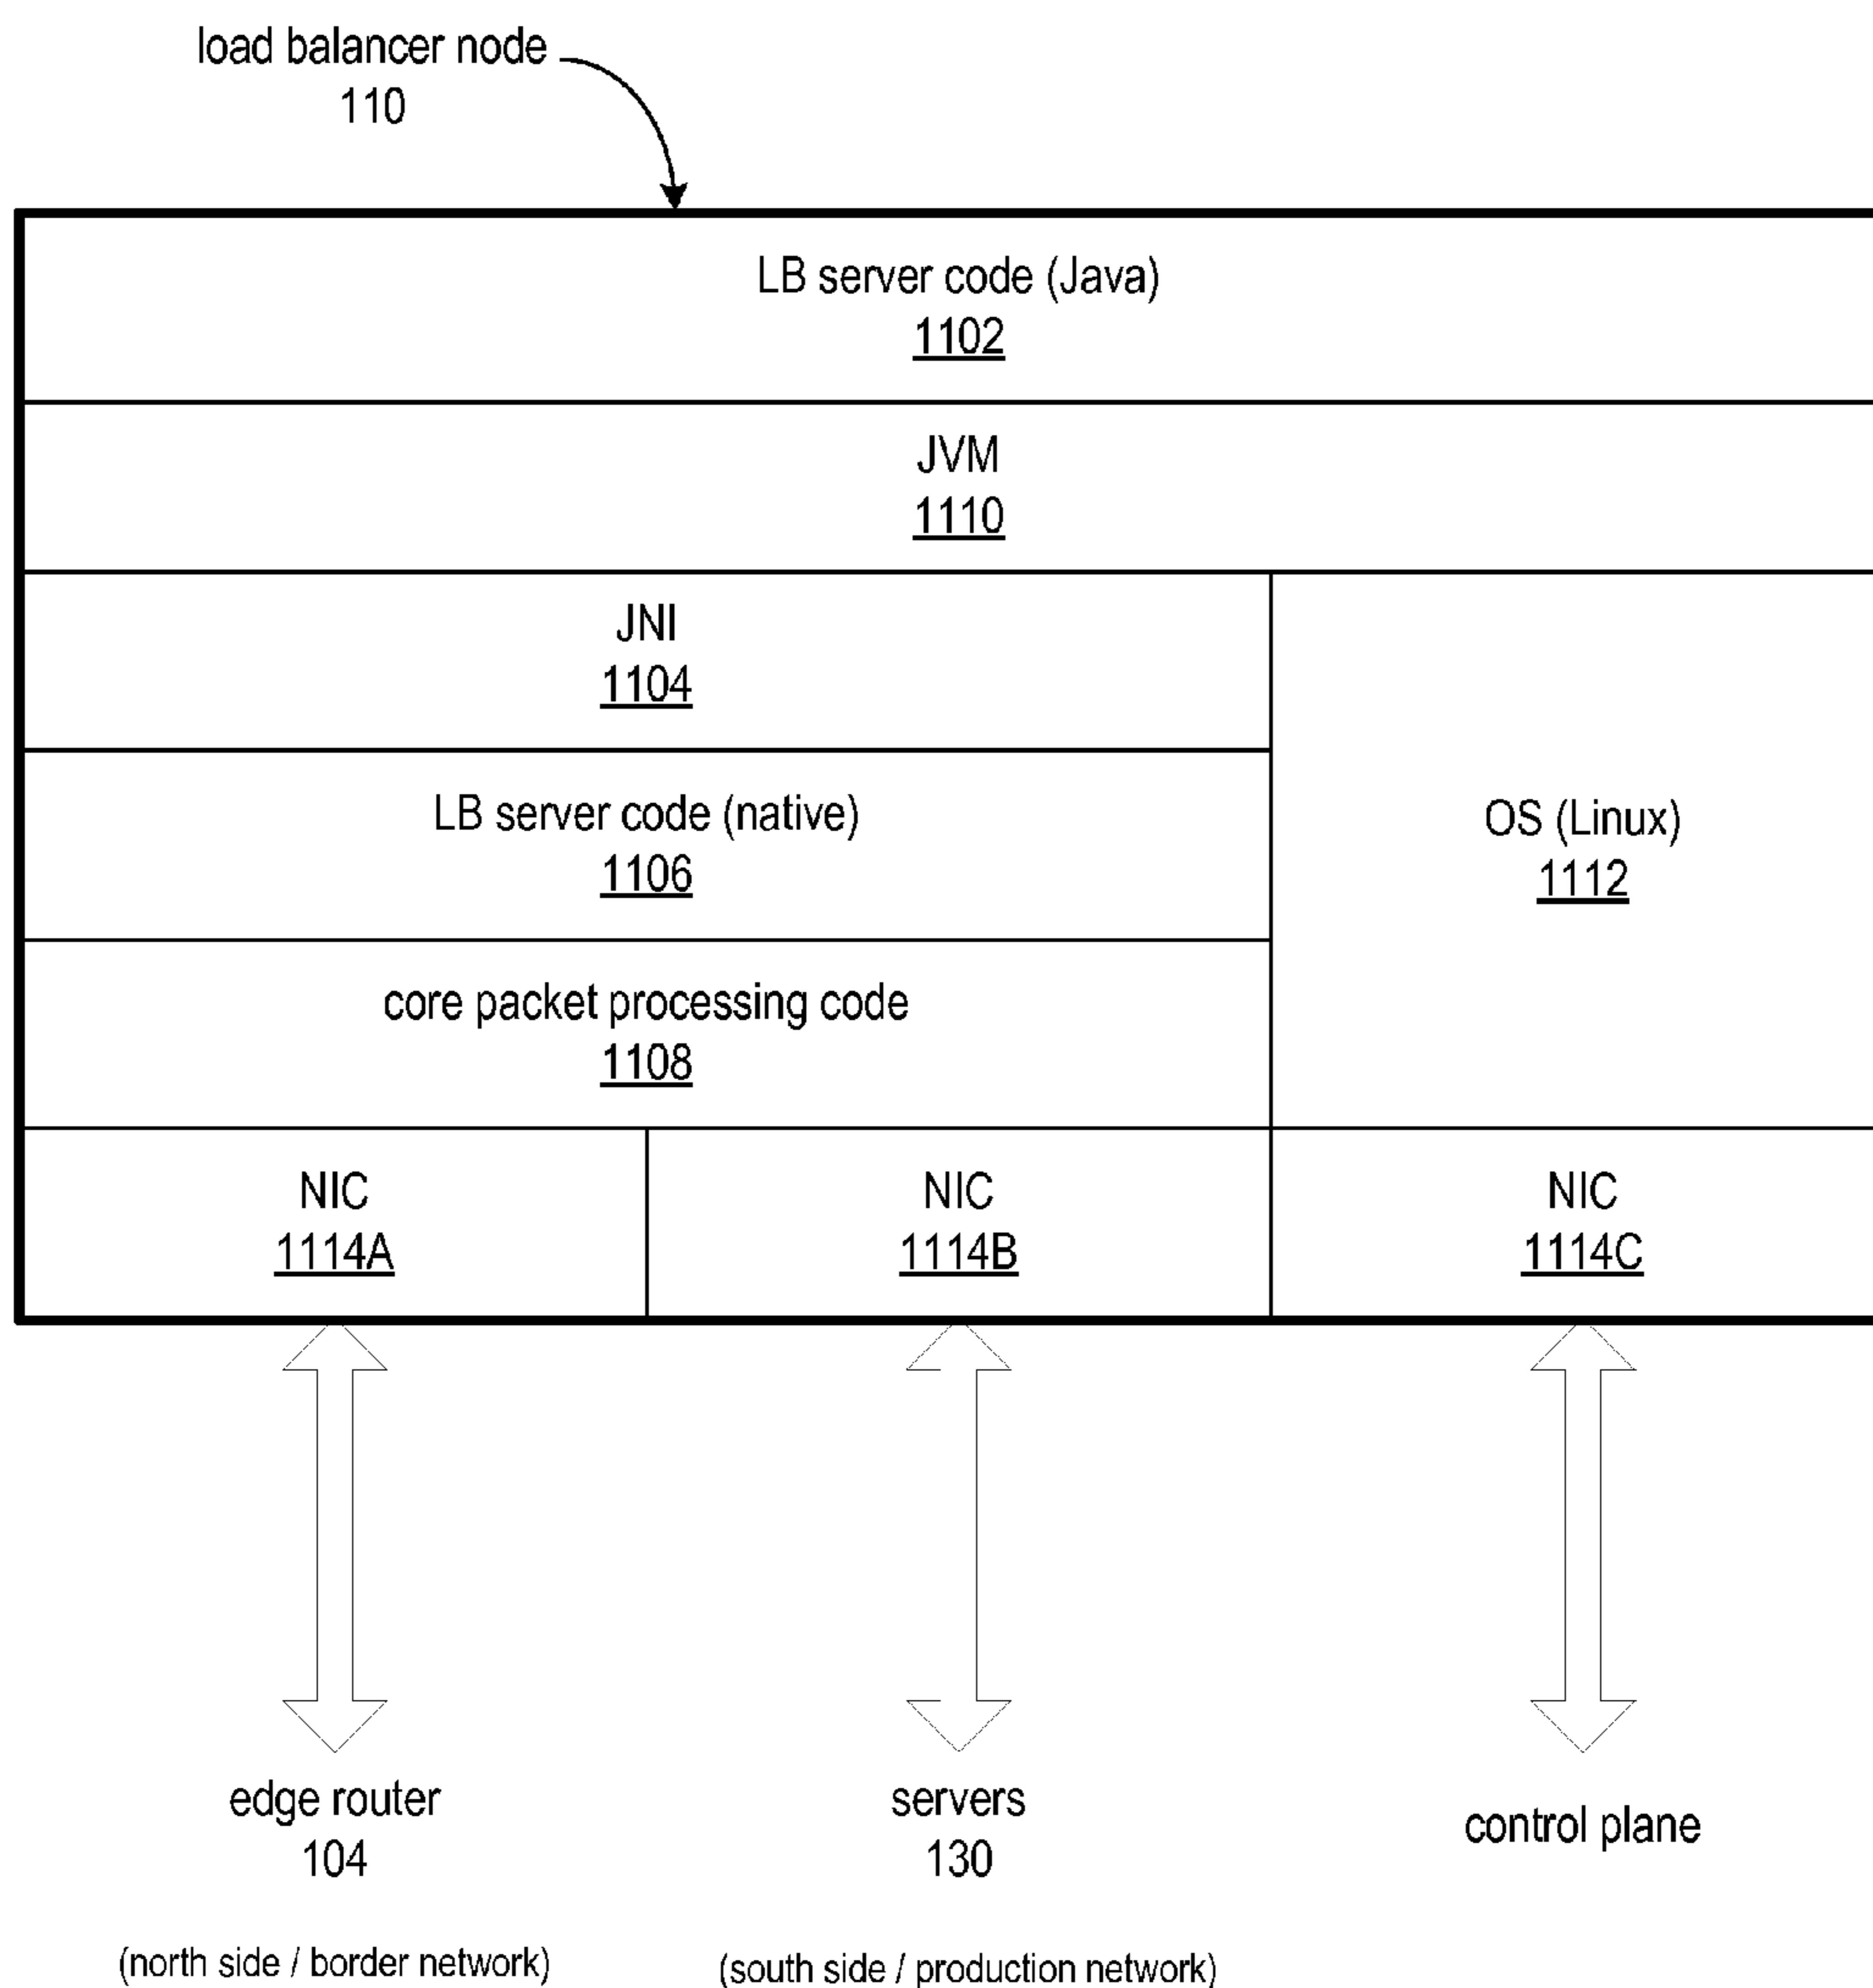 load balancer node
110
LB server code (Java)
1102
JVM
1110
JNI
1104
LB server code (native)
1106
OS (Linux)
1112
core packet processing code
1108
NIC
1114A
NIC
1114B
NIC
1114C
edge router
104
servers
130
control plane
(north side / border network)
(south side / production network)